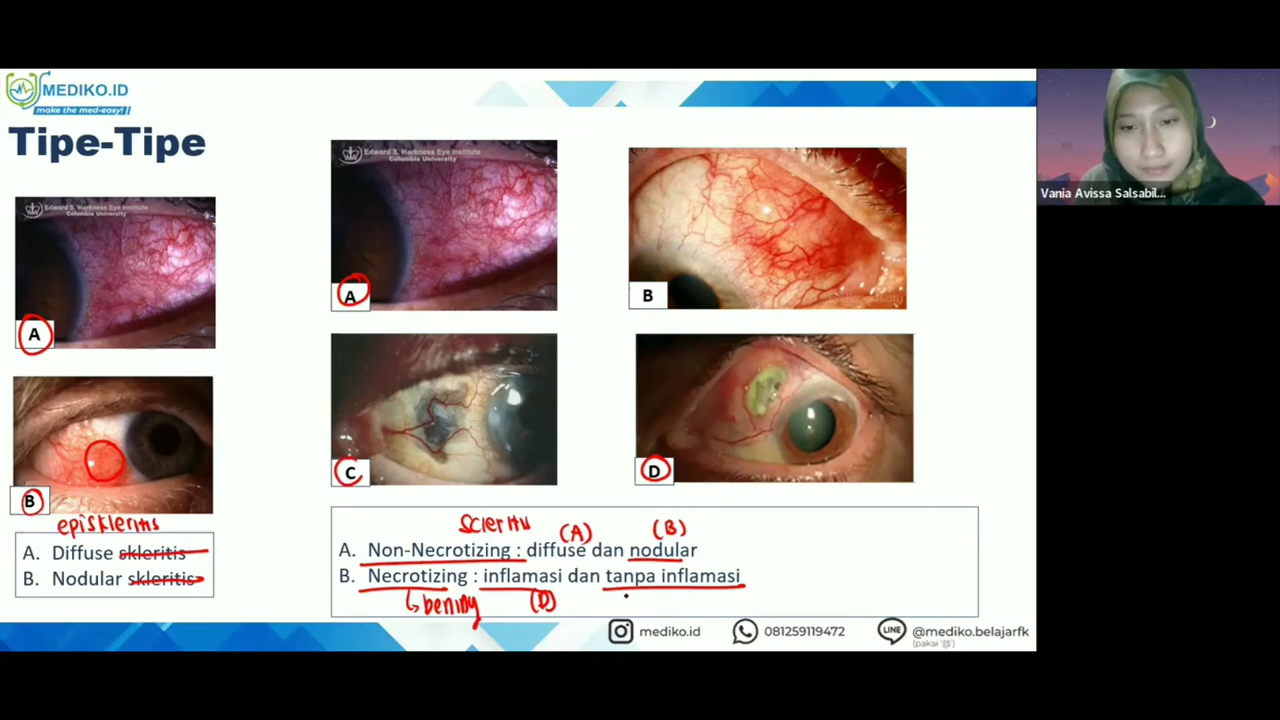 MEDIKO.ID
make the med-easy!!
Tipe-Tipe
Edward S. Harkness Eye Institute
Columbia University
A
B
episkleritis
A. Diffuse skleritis
B. Nodular skleritis
Edward S. Harkness Eye Institute
Columbia University
A
B
C
D
(A) (B)
A. Non-Necrotizing : diffuse dan nodular
B. Necrotizing : inflamasi dan tanpa inflamasi
(D)
mediko.id
081259119472
LINE
@mediko.belajarfk
(pakai '@')
Vania Avissa Salsabil...